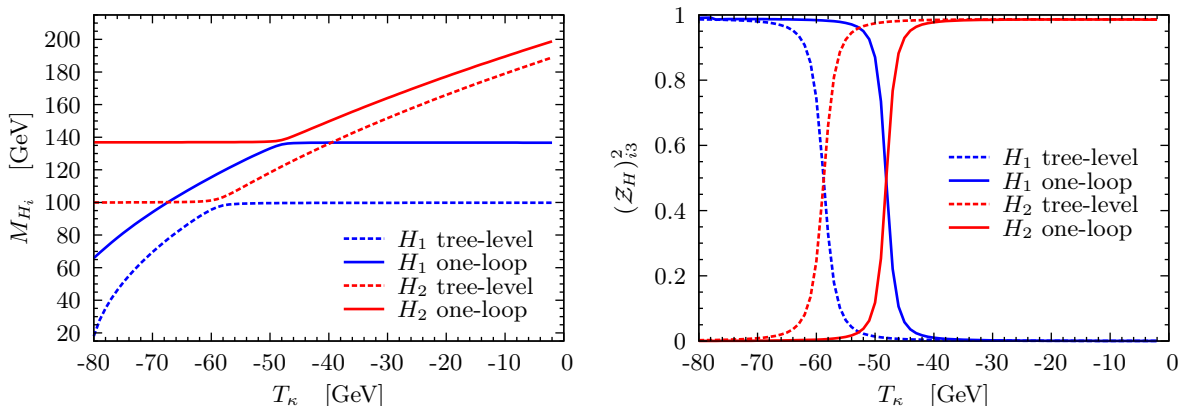 200
180
160
140
120
100
80
60
40
20
M_{H_i} [GeV]
H_1 tree-level
H_1 one-loop
H_2 tree-level
H_2 one-loop
-80 -70 -60 -50 -40 -30 -20 -10 0
T_κ [GeV]
1
0.8
0.6
0.4
0.2
0
(Z_H)^2_{i3}
H_1 tree-level
H_1 one-loop
H_2 tree-level
H_2 one-loop
-80 -70 -60 -50 -40 -30 -20 -10 0
T_κ [GeV]